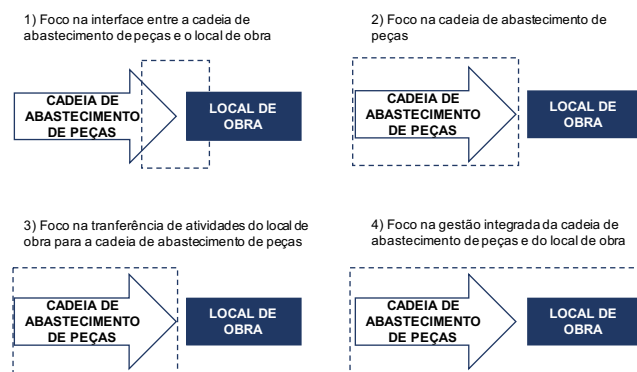 1) Foco na interface entre a cadeia de
abastecimento de peças e o local de obra
CADEIA DE
ABASTECIMENTO
DE PEÇAS
LOCAL DE
OBRA
2) Foco na cadeia de abastecimento de
peças
CADEIA DE
ABASTECIMENTO
DE PEÇAS
LOCAL DE
OBRA
3) Foco na tranferência de atividades do local de
obra para a cadeia de abastecimento de peças
CADEIA DE
ABASTECIMENTO
DE PEÇAS
LOCAL DE
OBRA
4) Foco na gestão integrada da cadeia de
abastecimento de peças e do local de obra
CADEIA DE
ABASTECIMENTO
DE PEÇAS
LOCAL DE
OBRA